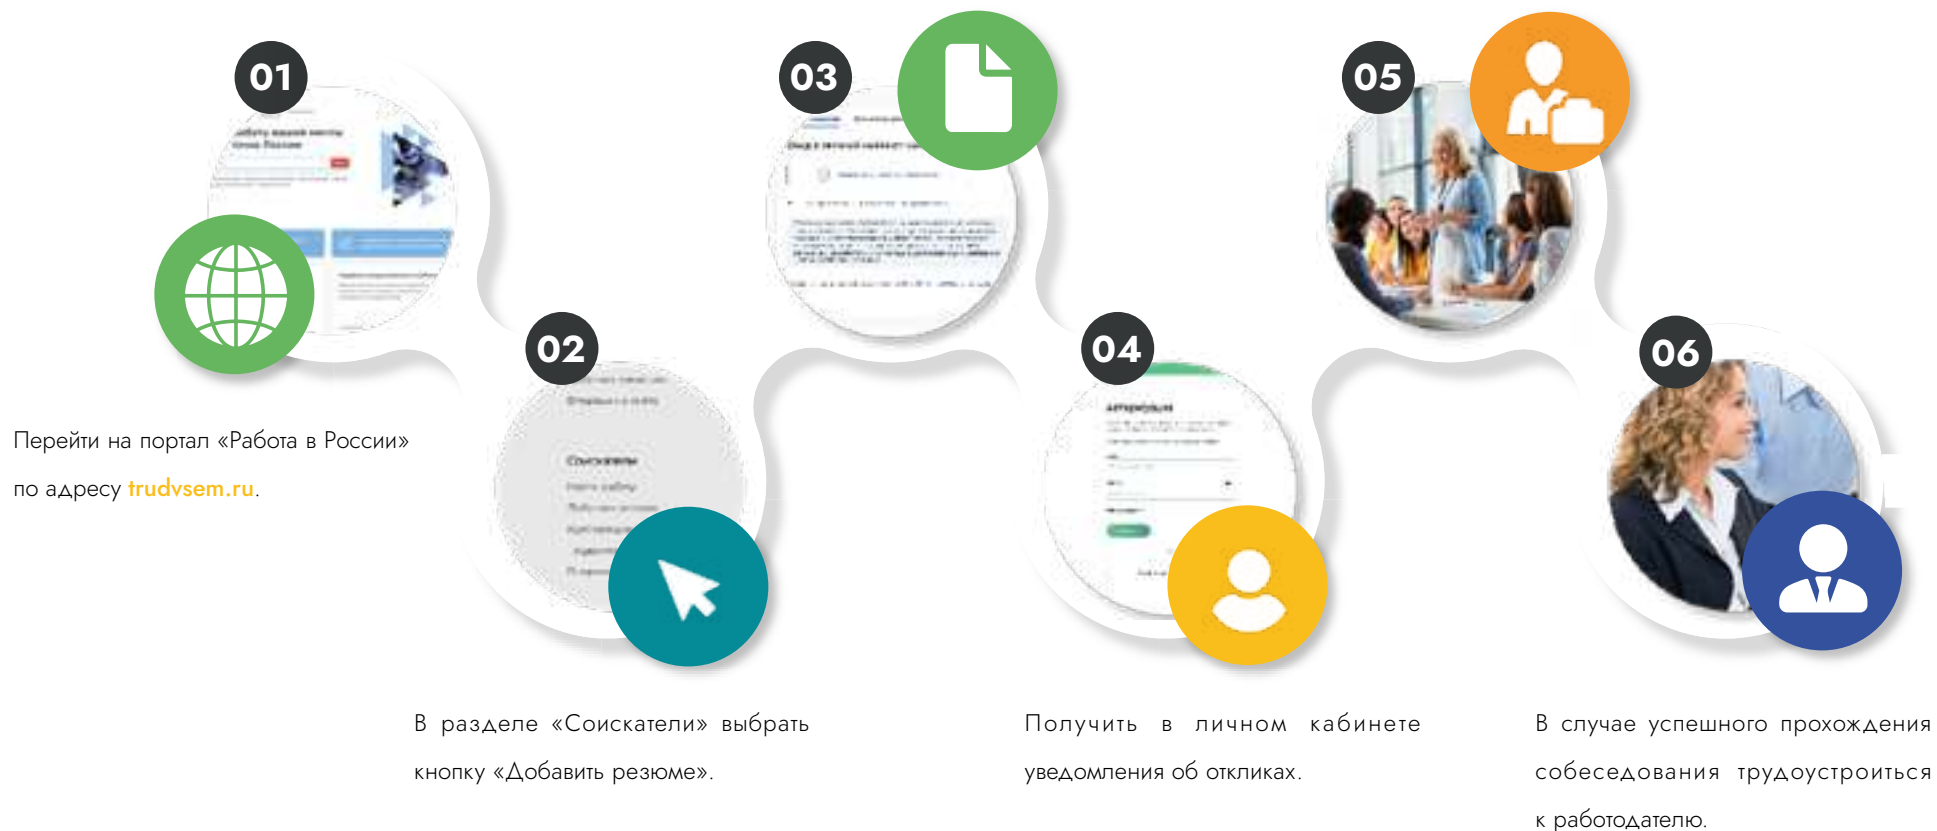 01
02
03
04
05
06
Перейти на портал «Работа в России»
по адресу trudvsem.ru.
Соискатели
В разделе «Соискатели» выбрать
кнопку «Добавить резюме».
Получить в личном кабинете
уведомления об откликах.
В случае успешного прохождения
собеседования трудоустроиться
к работодателю.